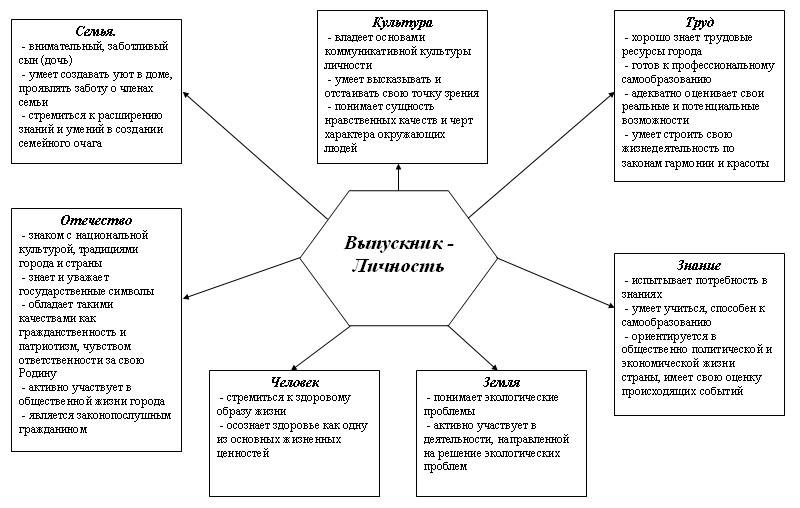 Семья.
- внимательный, заботливый
сын (дочь)
- умеет создавать уют в доме,
проявлять заботу о членах
семьи
- стремиться к расширению
знаний и умений в создании
семейного очага
Культура
- владеет основами
коммуникативной культуры
личности
- умеет высказывать и
отстаивать свою точку зрения
- понимает сущность
нравственных качеств и черт
характера окружающих
людей
Труд
- хорошо знает трудовые
ресурсы города
- готов к профессиональному
самообразованию
- адекватно оценивает свои
реальные и потенциальные
возможности
- умеет строить свою
жизнедеятельность по
законам гармонии и красоты
Отечество
- знаком с национальной
культурой, традициями
города и страны
- знает и уважает
государственные символы
- обладает такими
качествами как
гражданственность и
патриотизм, чувством
ответственности за свою
Родину
- активно участвует в
общественной жизни города
- является законопослушным
гражданином
Выпускник -
Личность
Знание
- испытывает потребность в
знаниях
- умеет учиться, способен к
самообразованию
- ориентируется в
общественно политической и
экономической жизни
страны, имеет свою оценку
происходящих событий
Человек
- стремиться к здоровому
образу жизни
- осознает здоровье как одну
из основных жизненных
ценностей
Земля
- понимает экологические
проблемы
- активно участвует в
деятельности, направленной
на решение экологических
проблем